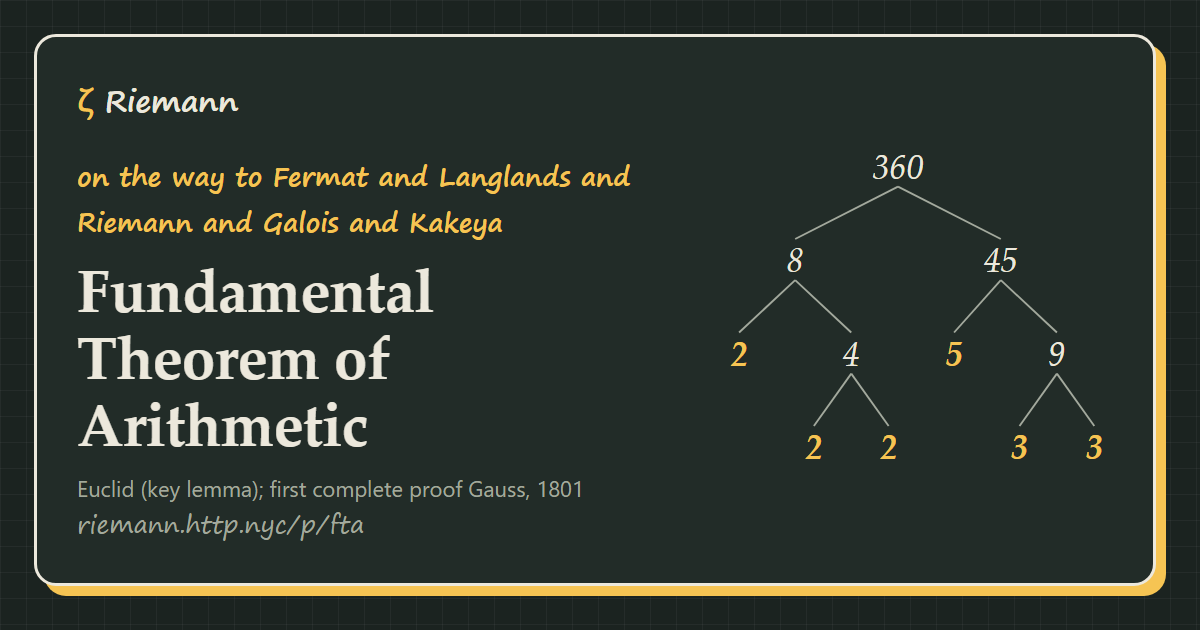 ζ Riemann
on the way to Fermat and Langlands and
Riemann and Galois and Kakeya
Fundamental
Theorem of
Arithmetic
Euclid (key lemma); first complete proof Gauss, 1801
riemann.http.nyc/p/fta
360
8 45
2 4 5 9
2 2 3 3